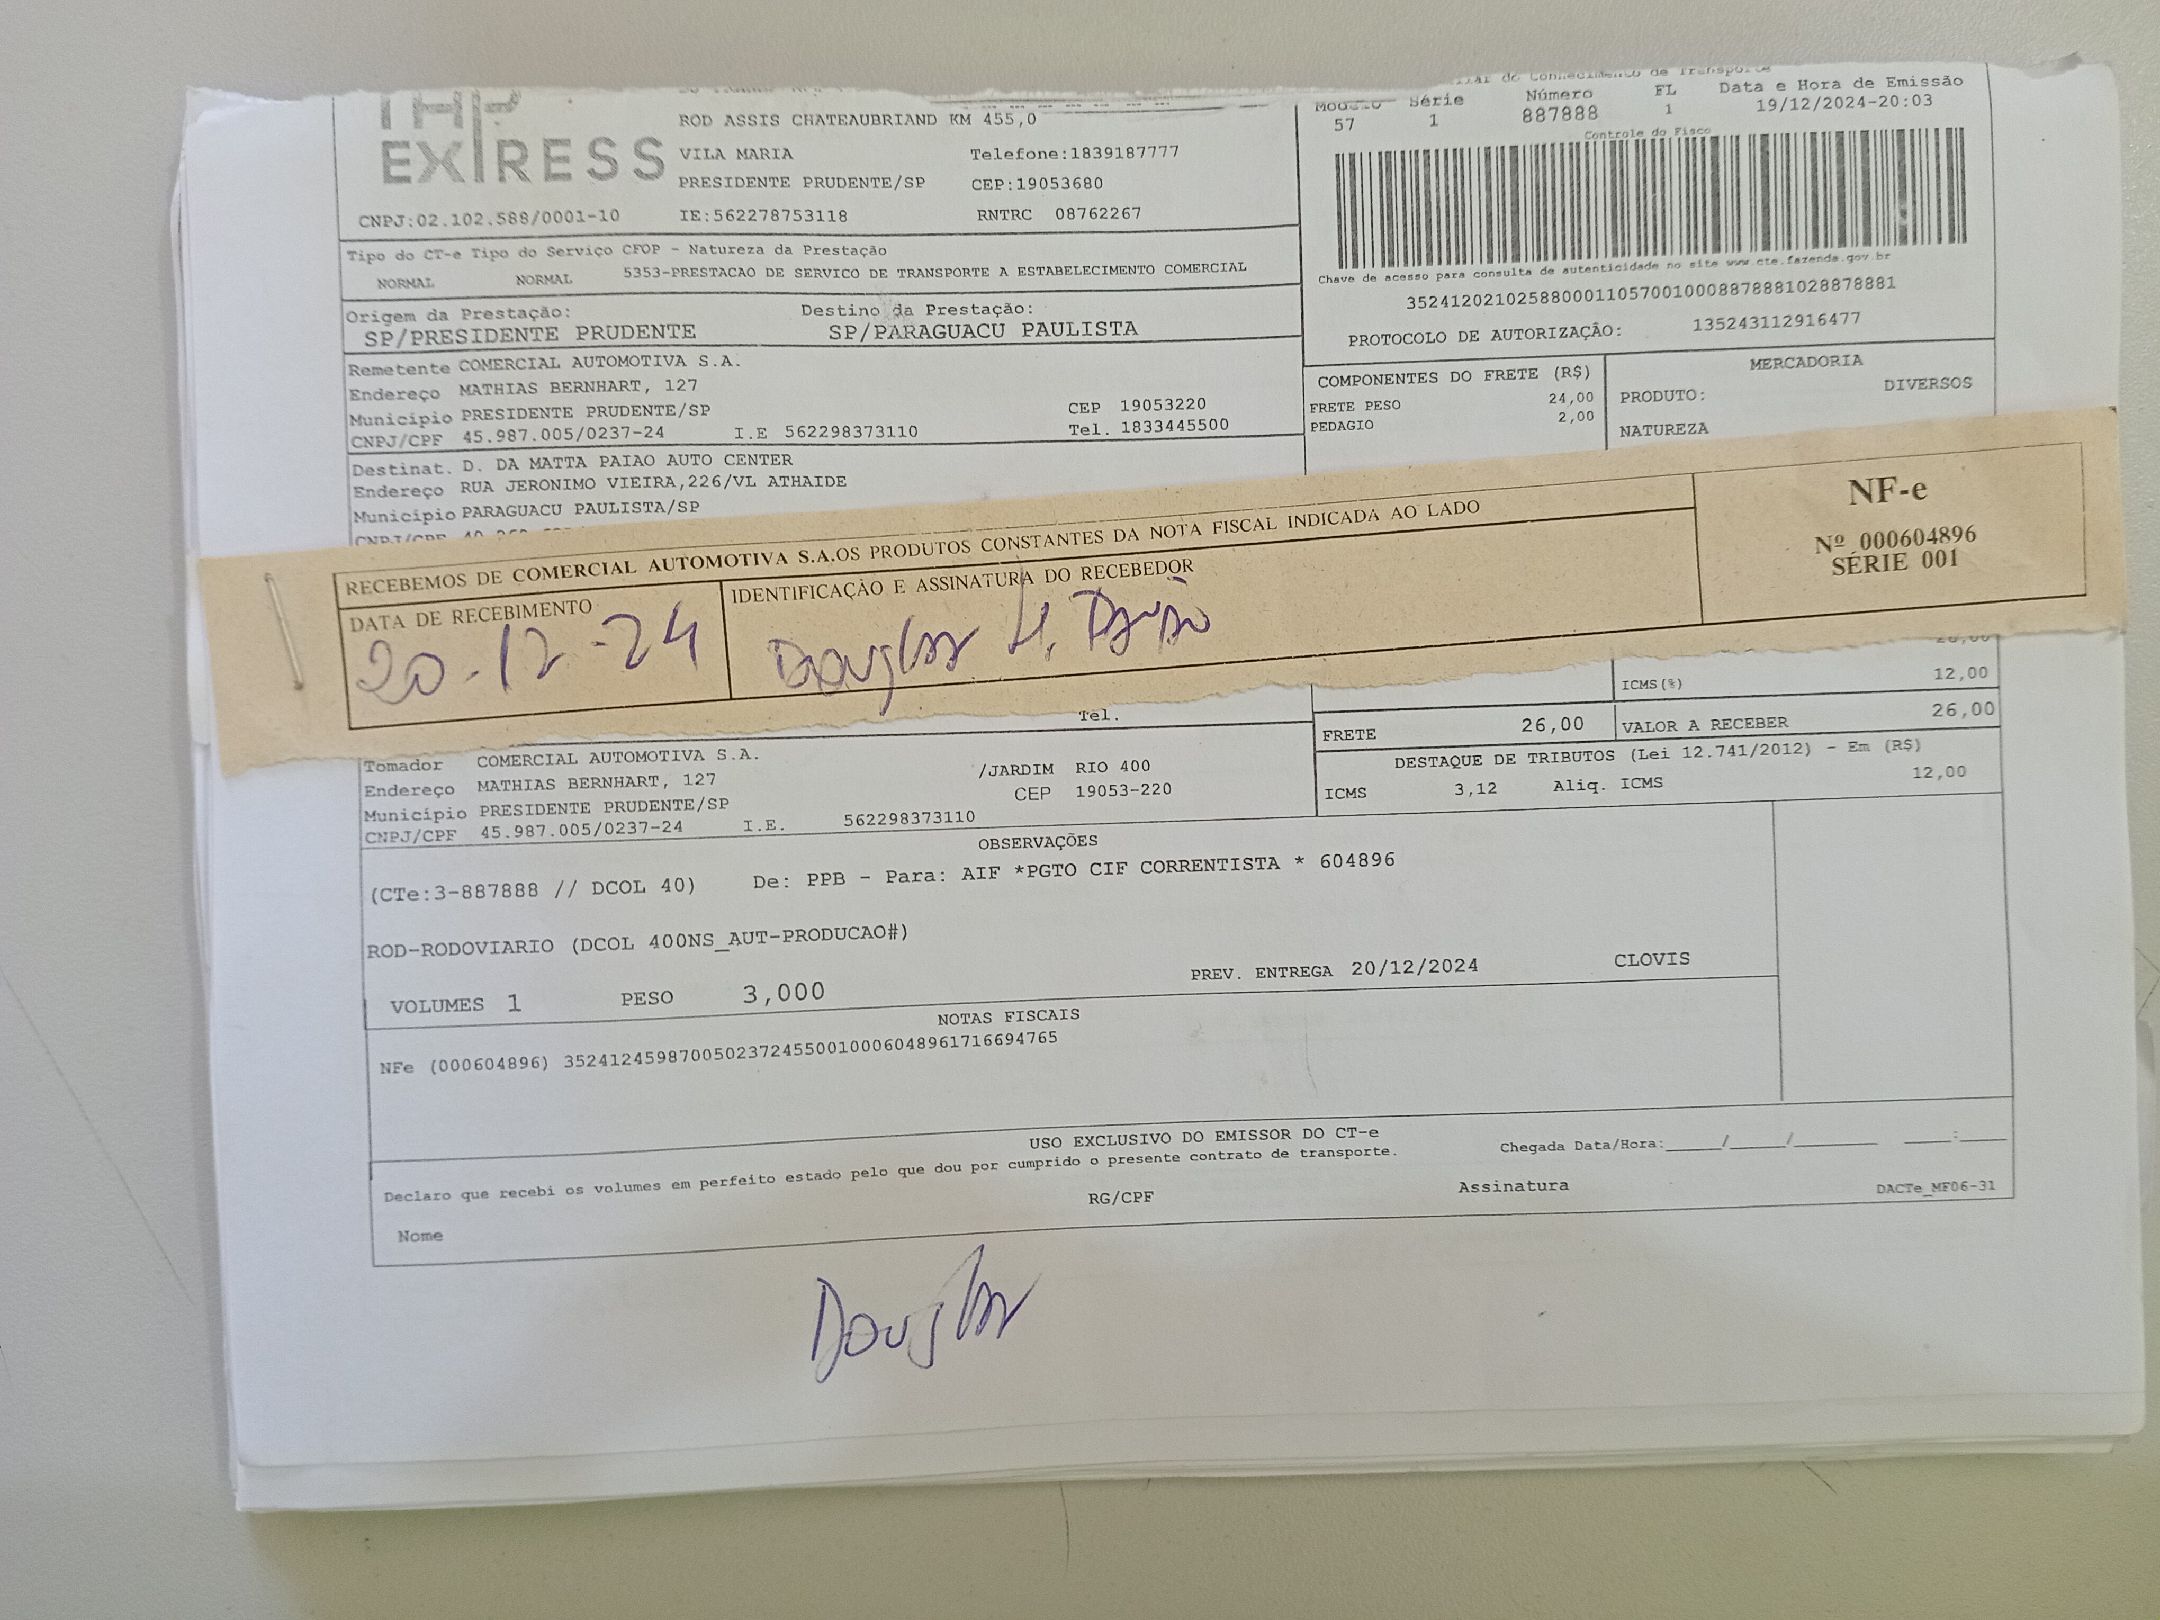 EXPRESS
ROD ASSIS CHATEAUBRIAND KM 455,0
VILA MARIA Telefone:1839187777
PRESIDENTE PRUDENTE/SP CEP:19053680
CNPJ:02.102.588/0001-10 IE:562278753118 RNTRC 08762267
Modelo Série Número FL Data e Hora de Emissão
57 1 887888 1 19/12/2024-20:03
Controle do Fisco
Chave de acesso para consulta de autenticidade no site www.cte.fazenda.gov.br
35241202102588000110570010008878881028878881
PROTOCOLO DE AUTORIZAÇÃO: 135243112916477
Tipo do CT-e Tipo do Serviço CFOP - Natureza da Prestação
NORMAL NORMAL 5353-PRESTACAO DE SERVICO DE TRANSPORTE A ESTABELECIMENTO COMERCIAL
Origem da Prestação: Destino da Prestação:
SP/PRESIDENTE PRUDENTE SP/PARAGUACU PAULISTA
Remetente COMERCIAL AUTOMOTIVA S.A.
Endereço MATHIAS BERNHART, 127
Município PRESIDENTE PRUDENTE/SP CEP 19053220
CNPJ/CPF 45.987.005/0237-24 I.E 562298373110 Tel. 1833445500
COMPONENTES DO FRETE (R$)
FRETE PESO 24,00
PEDAGIO 2,00
MERCADORIA
PRODUTO: DIVERSOS
NATUREZA
Destinat. D. DA MATTA PAIAO AUTO CENTER
Endereço RUA JERONIMO VIEIRA,226/VL ATHAIDE
Município PARAGUACU PAULISTA/SP
CNPJ/CPF
RECEBEMOS DE COMERCIAL AUTOMOTIVA S.A.OS PRODUTOS CONSTANTES DA NOTA FISCAL INDICADA AO LADO
DATA DE RECEBIMENTO IDENTIFICAÇÃO E ASSINATURA DO RECEBEDOR
20-12-24 Douglas H.
NF-e
Nº 000604896
SÉRIE 001
ICMS(%) 12,00
Tel.
FRETE 26,00 VALOR A RECEBER 26,00
DESTAQUE DE TRIBUTOS (Lei 12.741/2012) - Em (R$)
ICMS 3,12 Aliq. ICMS 12,00
Tomador COMERCIAL AUTOMOTIVA S.A.
Endereço MATHIAS BERNHART, 127 /JARDIM RIO 400
Município PRESIDENTE PRUDENTE/SP CEP 19053-220
CNPJ/CPF 45.987.005/0237-24 I.E. 562298373110
OBSERVAÇÕES
(CTe:3-887888 // DCOL 40) De: PPB - Para: AIF *PGTO CIF CORRENTISTA * 604896
ROD-RODOVIARIO (DCOL 400NS_AUT-PRODUCAO#)
VOLUMES 1 PESO 3,000 PREV. ENTREGA 20/12/2024 CLOVIS
NOTAS FISCAIS
NFe (000604896) 35241245987005023724550010006048961716694765
USO EXCLUSIVO DO EMISSOR DO CT-e
Declaro que recebi os volumes em perfeito estado pelo que dou por cumprido o presente contrato de transporte. Chegada Data/Hora:____/____/______ ___:___
Nome RG/CPF Assinatura DACTe_MF06-31
Douglas